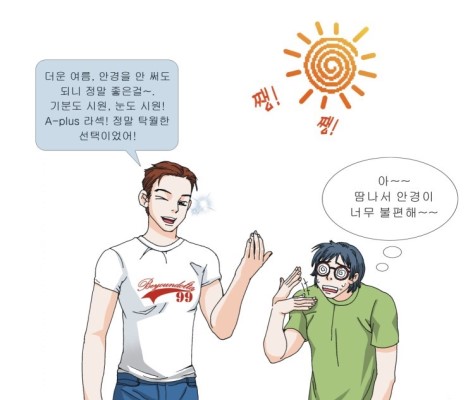 더운 여름, 안경을 안 써도
되니 정말 좋은걸~.
기분도 시원, 눈도 시원!
A-plus 라섹! 정말 탁월한
선택이었어!
쨍!
쨍!
아~~
땀나서 안경이
너무 불편해~~
99